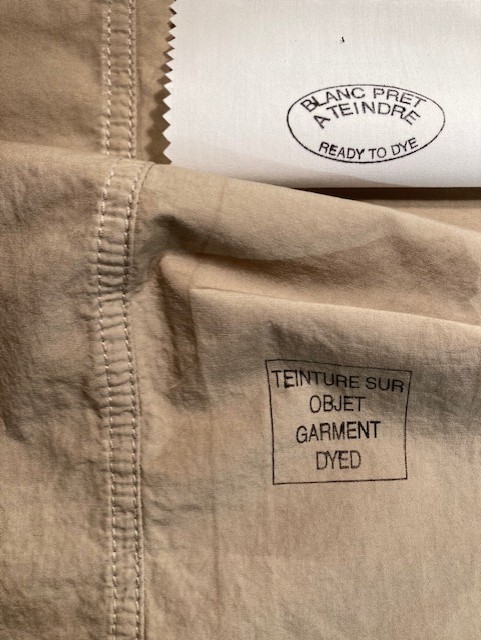 BLANC PRET
A TEINDRE
READY TO DYE
TEINTURE SUR
OBJET
GARMENT
DYED